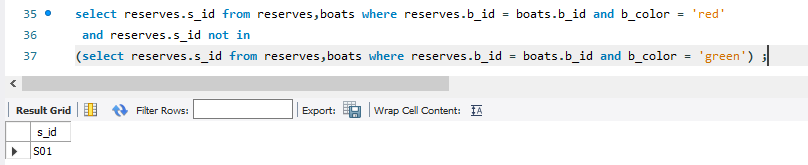 35 select reserves.s_id from reserves,boats where reserves.b_id = boats.b_id and b_color = 'red'
36 and reserves.s_id not in
37 (select reserves.s_id from reserves,boats where reserves.b_id = boats.b_id and b_color = 'green') ;
Result Grid Filter Rows: Export: Wrap Cell Content: IA
s_id
S01